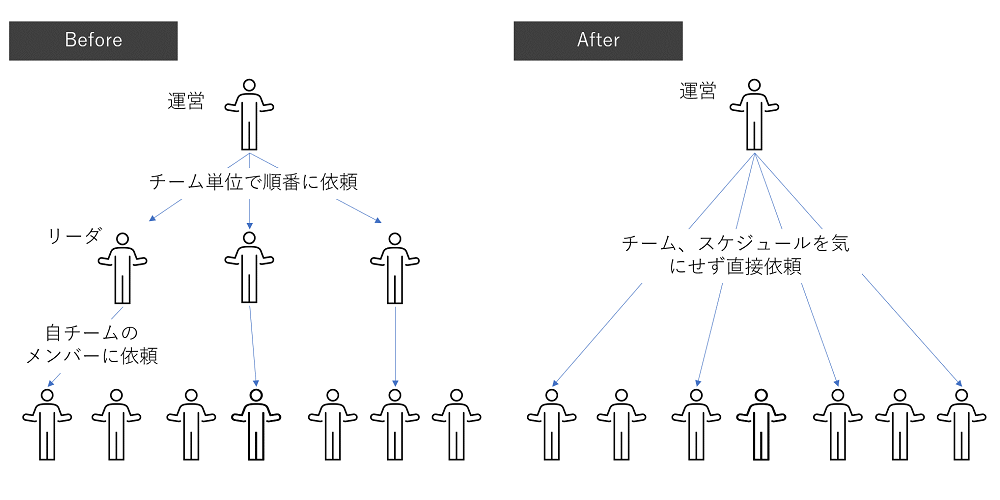 Before
運営
チーム単位で順番に依頼
リーダ
自チームの
メンバーに依頼
After
運営
チーム、スケジュールを気
にせず直接依頼